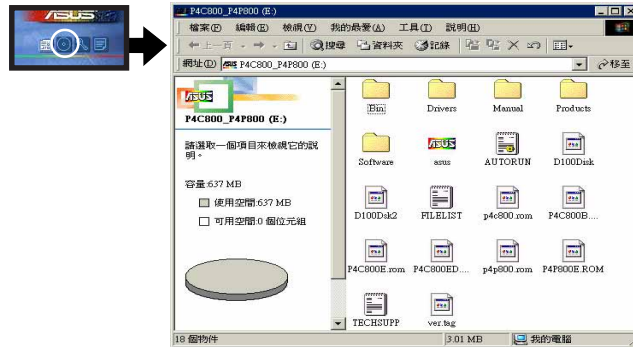 ASUS
P4C800_P4P800 (E:)
檔案(F) 編輯(E) 檢視(V) 我的最愛(A) 工具(T) 說明(H)
上一頁 搜尋 資料夾 記錄
網址(D) P4C800_P4P800 (E:) 移至
ASUS
P4C800_P4P800 (E:)
請選取一個項目來檢視它的說
明。
容量:637 MB
使用空間:637 MB
可用空間:0 個位元組
Bin Drivers Manual Products
Software asus AUTORUN D100Disk
D100Dsk2 FILELIST p4c800.rom P4C800B....
P4C800E.rom P4C800ED.... p4p800.rom P4P800E.ROM
TECHSUPP ver.tag
18 個物件 3.01 MB 我的電腦